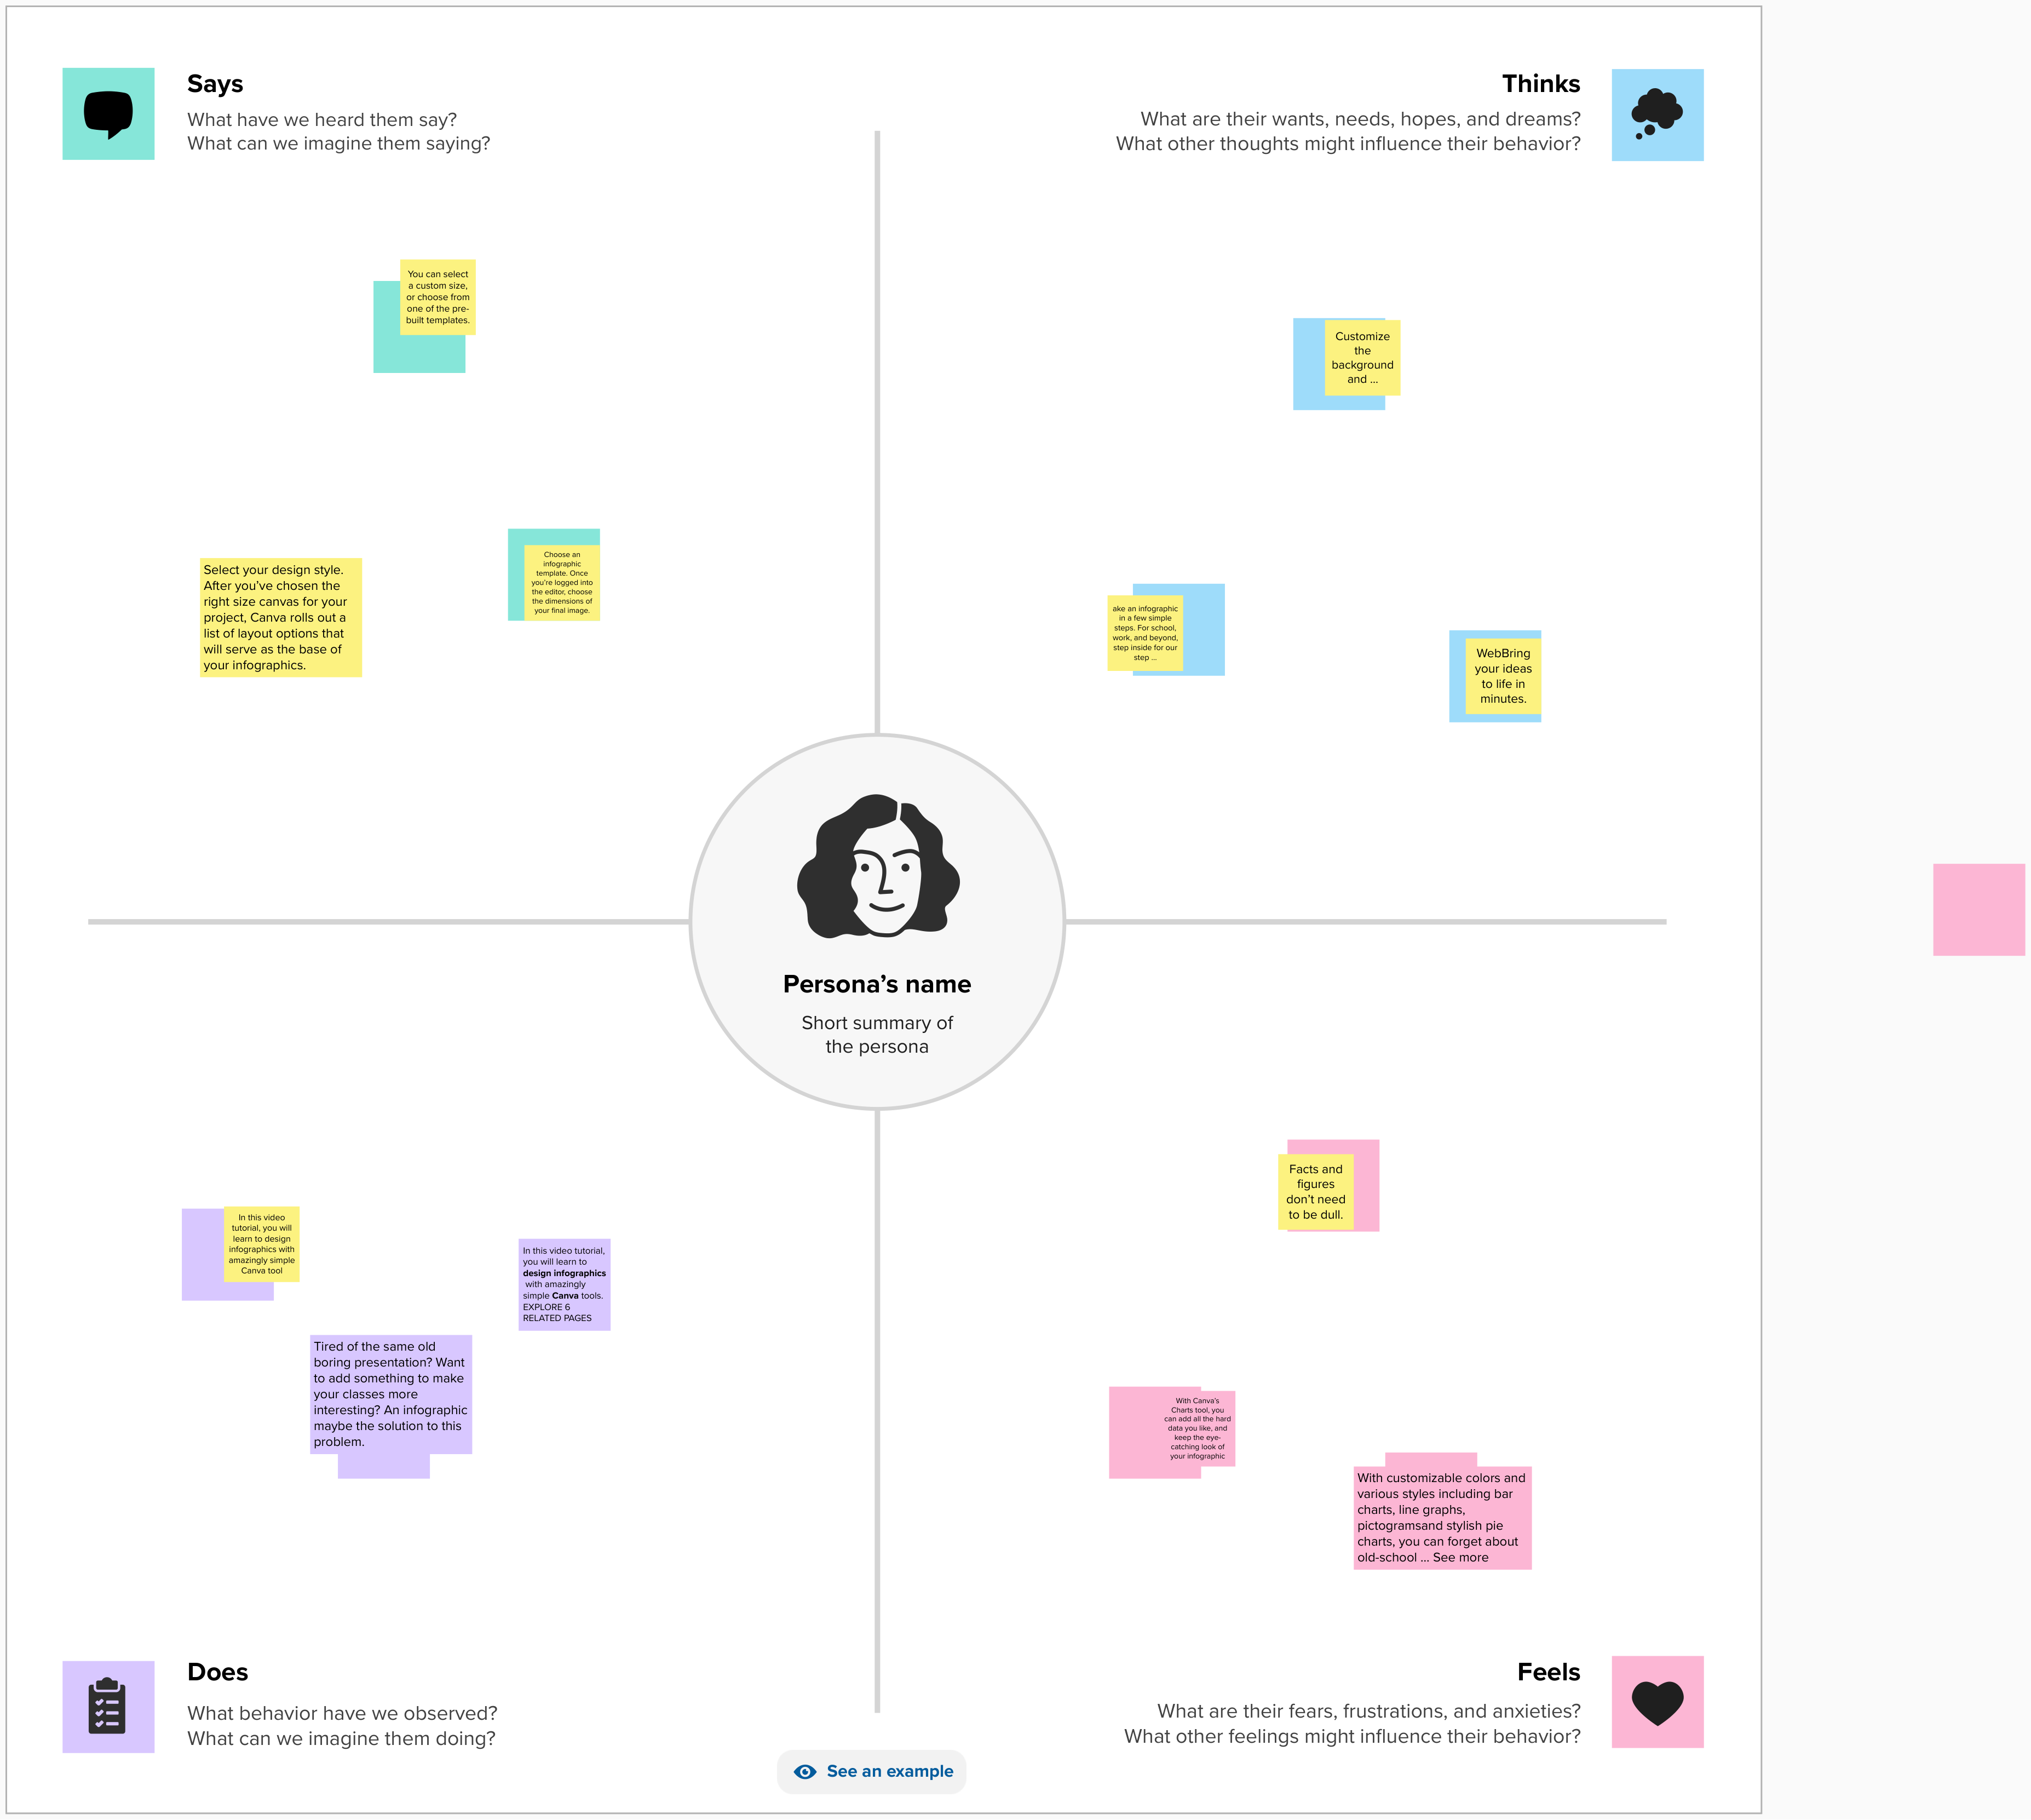 Says
What have we heard them say?
What can we imagine them saying?
Thinks
What are their wants, needs, hopes, and dreams?
What other thoughts might influence their behavior?
You can select
a custom size,
or choose from
one of the pre-
built templates.
Select your design style.
After you’ve chosen the
right size canvas for your
project, Canva rolls out a
list of layout options that
will serve as the base of
your infographics.
Choose an
infographic
template. Once
you’re logged into
the editor, choose
the dimensions of
your final image.
Customize
the
background
and ...
ake an infographic
in a few simple
steps. For school,
work, and beyond,
step inside for our
step ...
WebBring
your ideas
to life in
minutes.
Persona’s name
Short summary of
the persona
In this video
tutorial, you will
learn to design
infographics with
amazingly simple
Canva tool
In this video tutorial,
you will learn to
design infographics
with amazingly
simple Canva tools.
EXPLORE 6
RELATED PAGES
Tired of the same old
boring presentation? Want
to add something to make
your classes more
interesting? An infographic
maybe the solution to this
problem.
Facts and
figures
don’t need
to be dull.
With Canva’s
Charts tool, you
can add all the hard
data you like, and
keep the eye-
catching look of
your infographic
With customizable colors and
various styles including bar
charts, line graphs,
pictogramsand stylish pie
charts, you can forget about
old-school ... See more
Does
What behavior have we observed?
What can we imagine them doing?
Feels
What are their fears, frustrations, and anxieties?
What other feelings might influence their behavior?
See an example